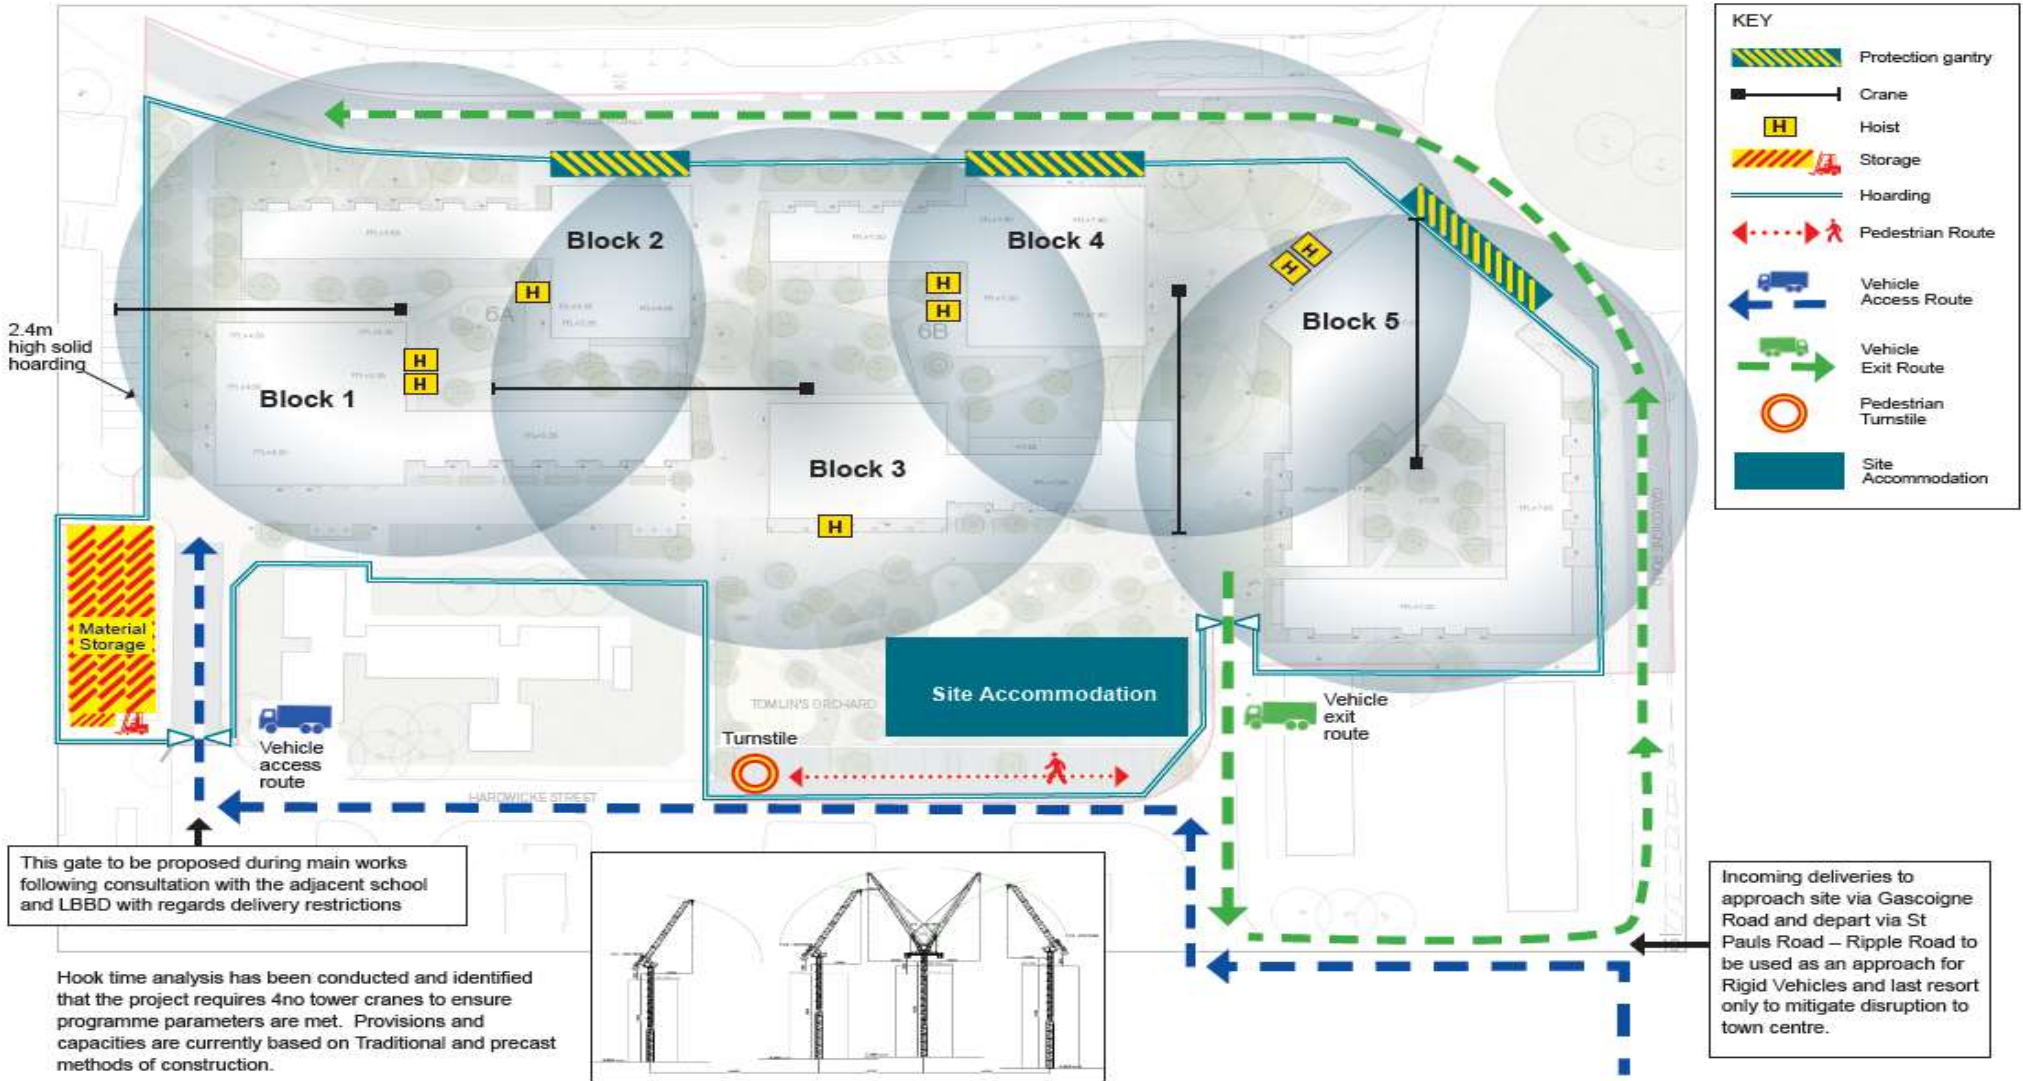 KEY
Protection gantry
Crane
H
Hoist
Storage
Hoarding
Pedestrian Route
Vehicle
Access Route
Vehicle
Exit Route
Pedestrian
Turnstile
Site
Accommodation
Block 2
Block 4
H
H
H
H
H
H
6A
6B
Block 5
2.4m
high solid
hoarding
H
H
Block 1
Block 3
H
Material
Storage
Site Accommodation
TOMLIN'S ORCHARD
Vehicle
exit
route
Turnstile
Vehicle
access
route
HARDWICKE STREET
This gate to be proposed during main works
following consultation with the adjacent school
and LBBD with regards delivery restrictions
Incoming deliveries to
approach site via Gascoigne
Road and depart via St
Pauls Road – Ripple Road to
be used as an approach for
Rigid Vehicles and last resort
only to mitigate disruption to
town centre.
Hook time analysis has been conducted and identified
that the project requires 4no tower cranes to ensure
programme parameters are met. Provisions and
capacities are currently based on Traditional and precast
methods of construction.